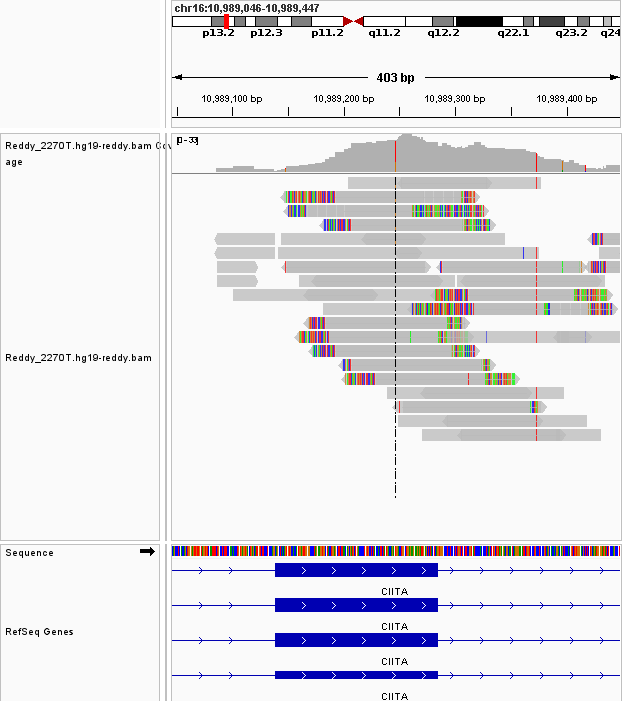 chr16:10,989,046-10,989,447
p13.2 p12.3 p11.2 q11.2 q12.2 q22.1 q23.2 q24
403 bp
10,989,100 bp 10,989,200 bp 10,989,300 bp 10,989,400 bp
[0-33]
Reddy_2270T.hg19-reddy.bam Cov
age
Reddy_2270T.hg19-reddy.bam
Sequence
CIITA
CIITA
RefSeq Genes
CIITA
CIITA